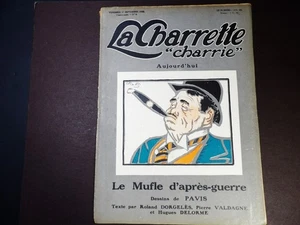 La Charrette
"charrie"
Aujourd'hui
Le Mufle d'après-guerre
Dessins de PAVIS
Texte par Roland DORGELÈS, Pierre VALDAGNE
et Hugues DELORME